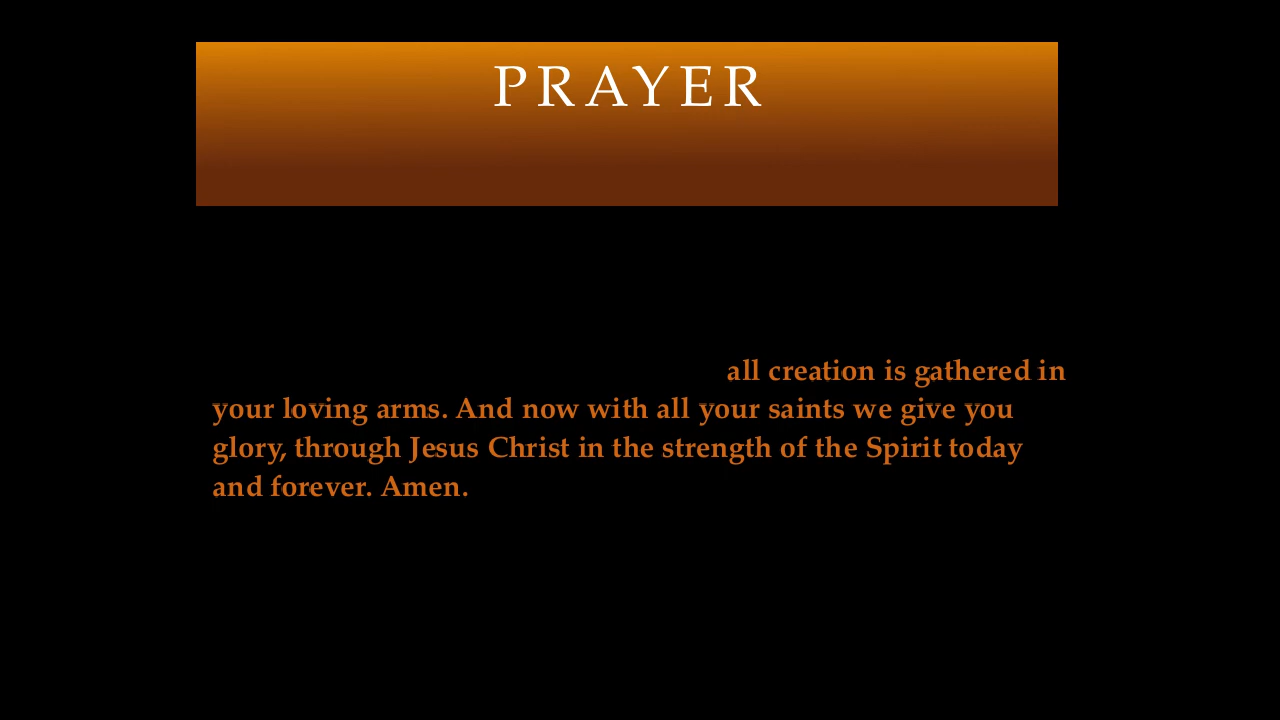 PRAYER
all creation is gathered in
your loving arms. And now with all your saints we give you
glory, through Jesus Christ in the strength of the Spirit today
and forever. Amen.